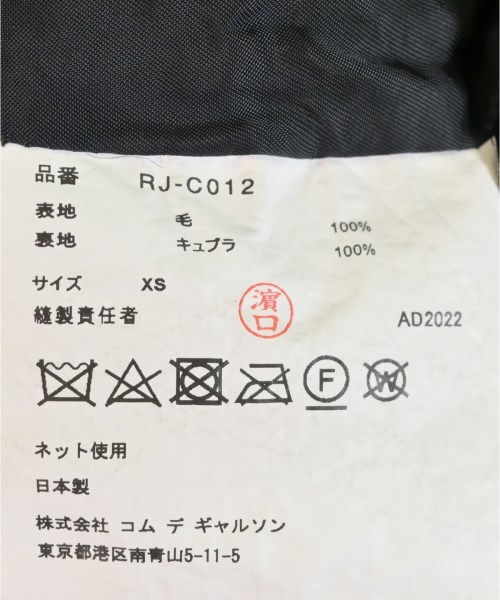 品番 RJ-C012
表地 毛 100%
裏地 キュプラ 100%
サイズ XS
縫製責任者 濱口 AD2022
F W
ネット使用
日本製
株式会社 コム デ ギャルソン
東京都港区南青山5-11-5